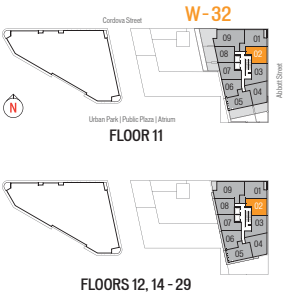 W-32
Cordova Street
09 01
08 02
07 03
06 04
05
Abbott Street
N
Urban Park | Public Plaza | Atrium
FLOOR 11
09 01
08 02
07 03
06 04
05
FLOORS 12, 14 - 29